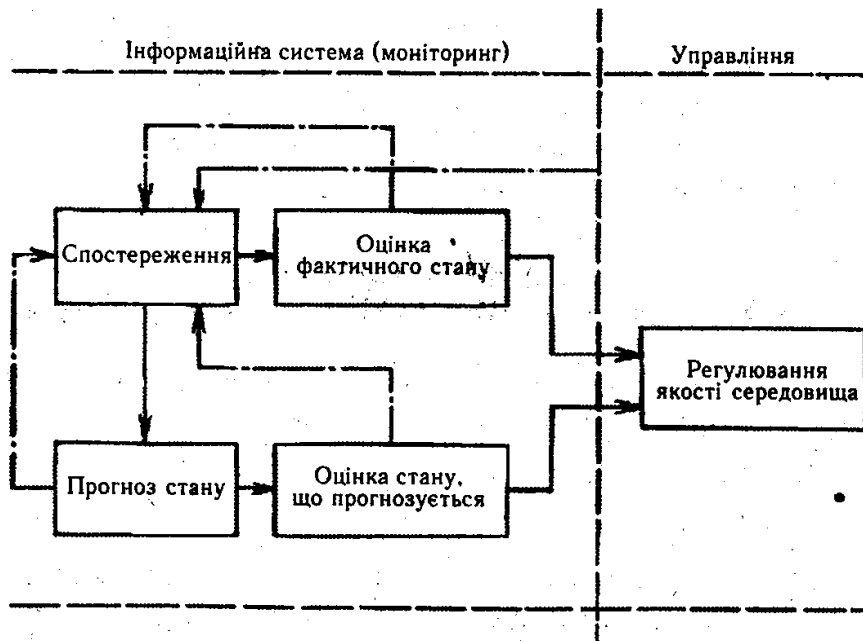 Інформаційна система (моніторинг)
Управління
Спостереження
Оцінка
фактичного стану
Регулювання
якості середовища
Прогноз стану
Оцінка стану,
що прогнозується